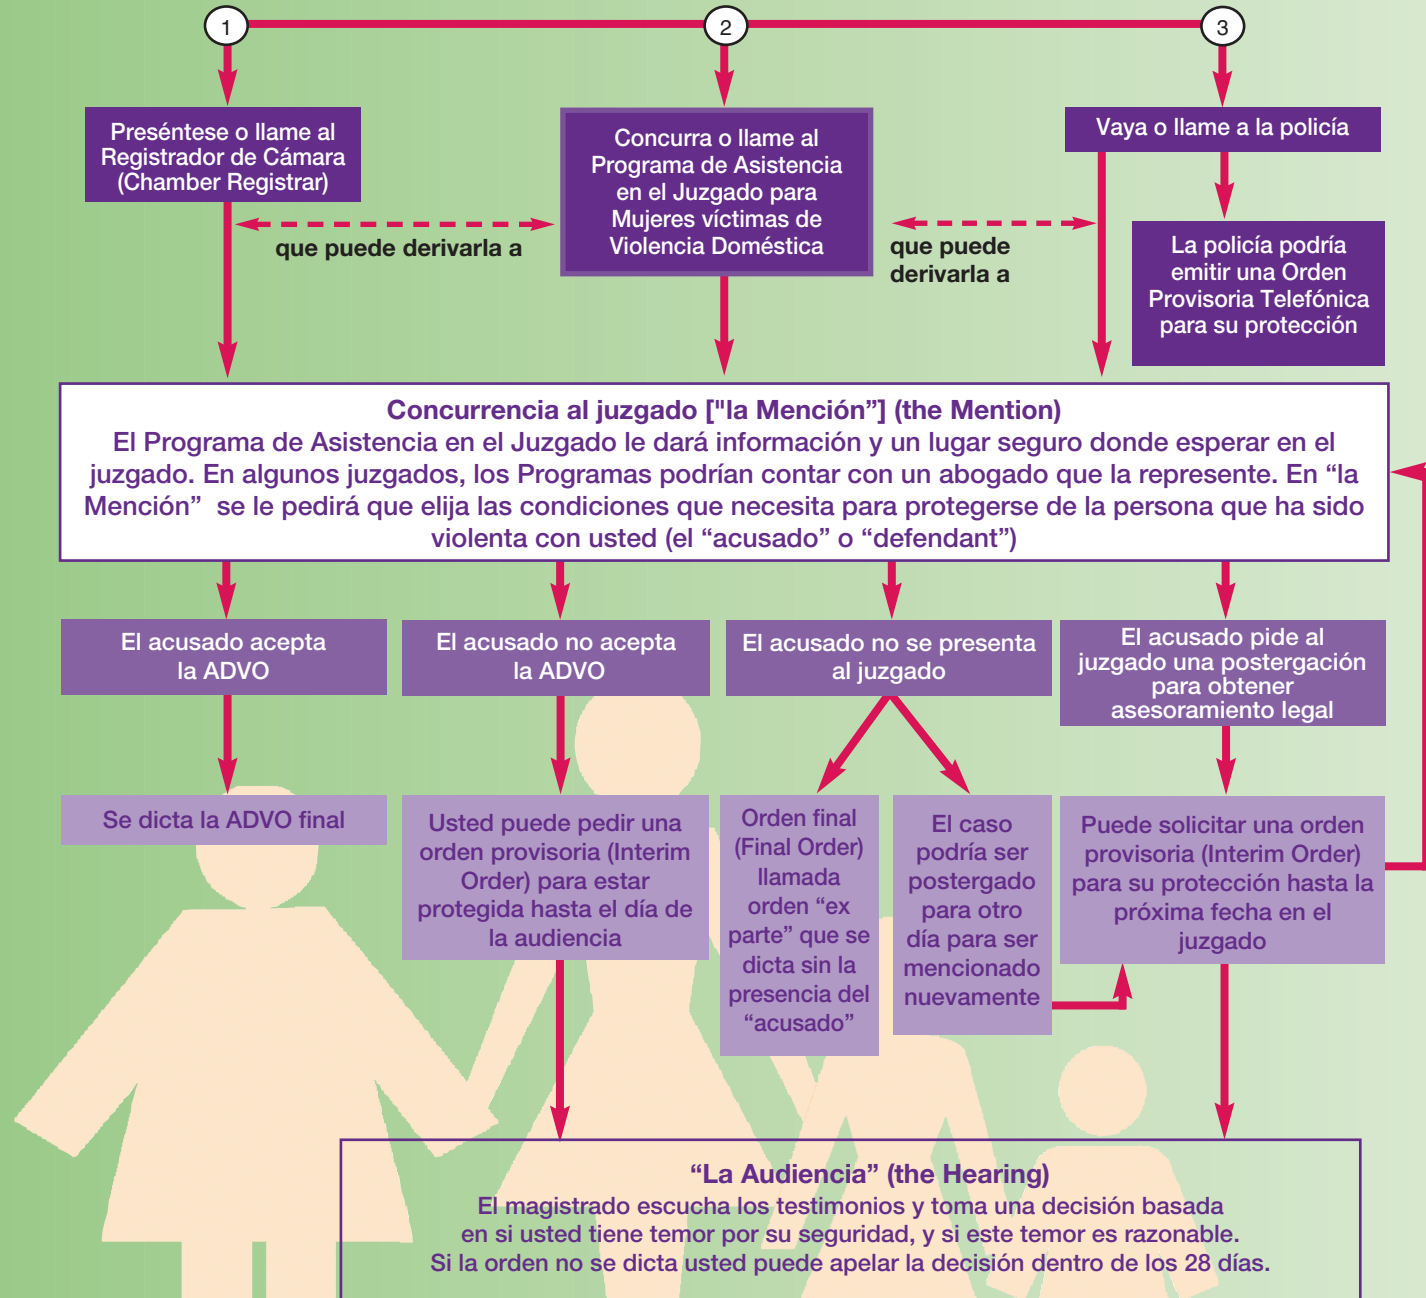 1
2
3
Preséntese o llame al
Registrador de Cámara
(Chamber Registrar)
Concurra o llame al
Programa de Asistencia
en el Juzgado para
Mujeres víctimas de
Violencia Doméstica
Vaya o llame a la policía
que puede derivarla a
que puede
derivarla a
La policía podría
emitir una Orden
Provisoria Telefónica
para su protección
Concurrencia al juzgado ["la Mención”] (the Mention)
El Programa de Asistencia en el Juzgado le dará información y un lugar seguro donde esperar en el
juzgado. En algunos juzgados, los Programas podrían contar con un abogado que la represente. En “la
Mención” se le pedirá que elija las condiciones que necesita para protegerse de la persona que ha sido
violenta con usted (el “acusado” o “defendant”)
El acusado acepta
la ADVO
El acusado no acepta
la ADVO
El acusado no se presenta
al juzgado
El acusado pide al
juzgado una postergación
para obtener
asesoramiento legal
Se dicta la ADVO final
Usted puede pedir una
orden provisoria (Interim
Order) para estar
protegida hasta el día de
la audiencia
Orden final
(Final Order)
llamada
orden “ex
parte” que se
dicta sin la
presencia del
“acusado”
El caso
podría ser
postergado
para otro
día para ser
mencionado
nuevamente
Puede solicitar una orden
provisoria (Interim Order)
para su protección hasta la
próxima fecha en el
juzgado
“La Audiencia” (the Hearing)
El magistrado escucha los testimonios y toma una decisión basada
en si usted tiene temor por su seguridad, y si este temor es razonable.
Si la orden no se dicta usted puede apelar la decisión dentro de los 28 días.